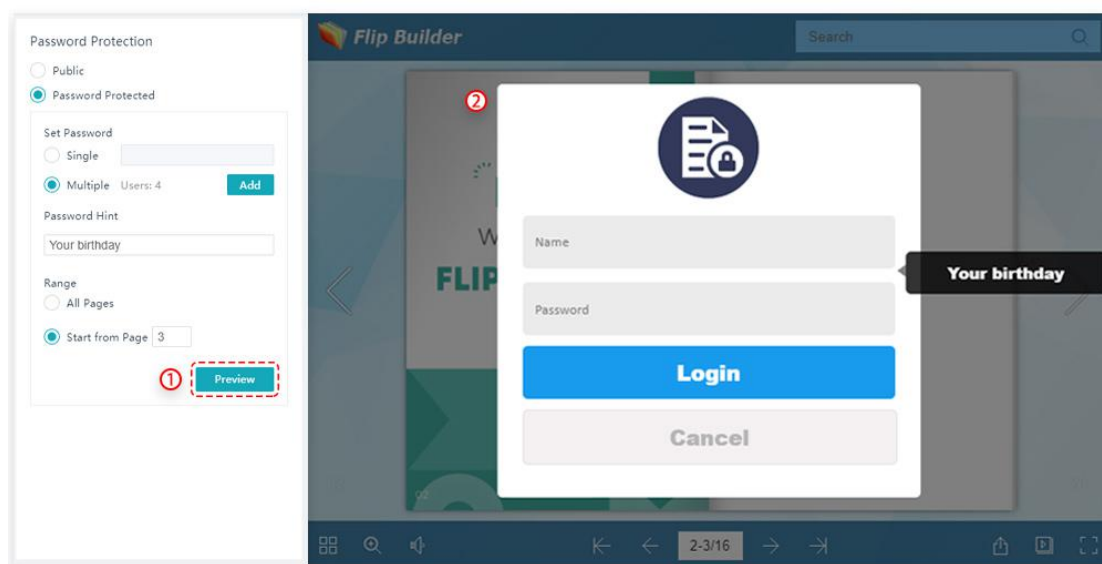 Password Protection
Public
Password Protected
Set Password
Single
Multiple Users: 4 Add
Password Hint
Your birthday
Range
All Pages
Start from Page 3
① Preview
Flip Builder
Search
②
W
FLIP
Name
Your birthday
Password
Login
Cancel
02
2-3/16